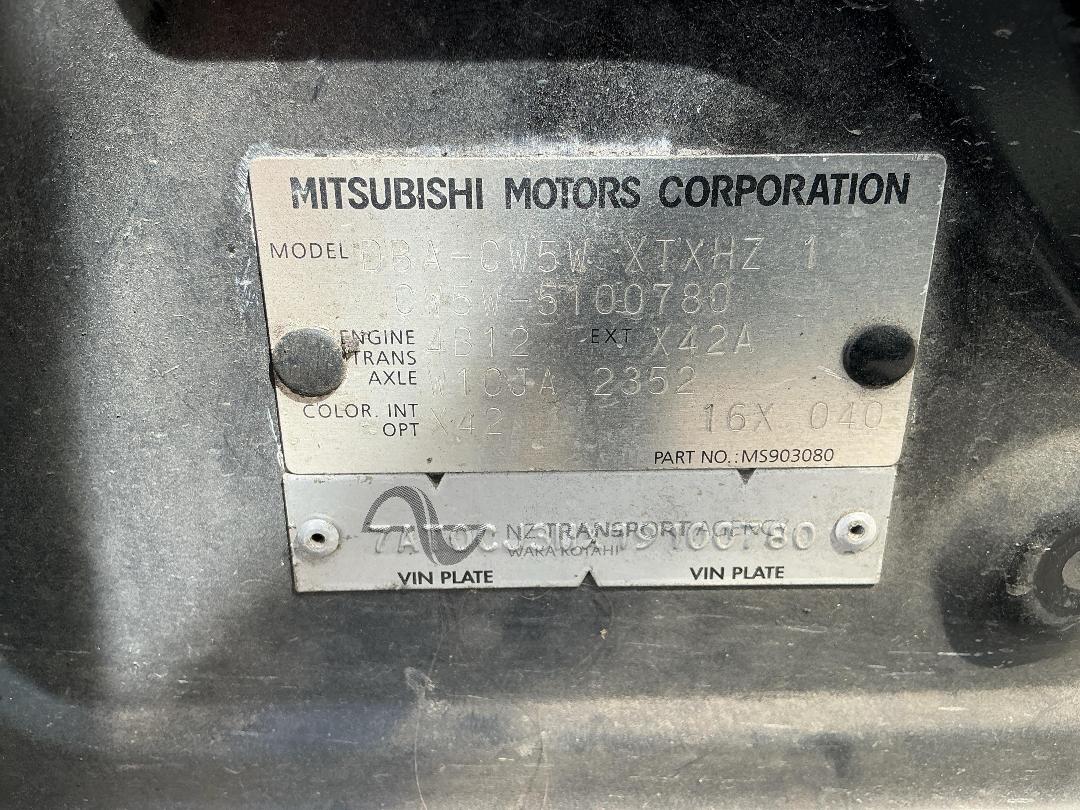 MITSUBISHI MOTORS CORPORATION
MODEL DBA-CW5W XTXHZ 1
CW5W-5100780
ENGINE 4B12 EXT X42A
TRANS
AXLE W1CJA 2352
COLOR. INT X42 16X 040
OPT
PART NO.:MS903080
NZ TRANSPORT AGENCY
WAKA KOTAHI
VIN PLATE VIN PLATE